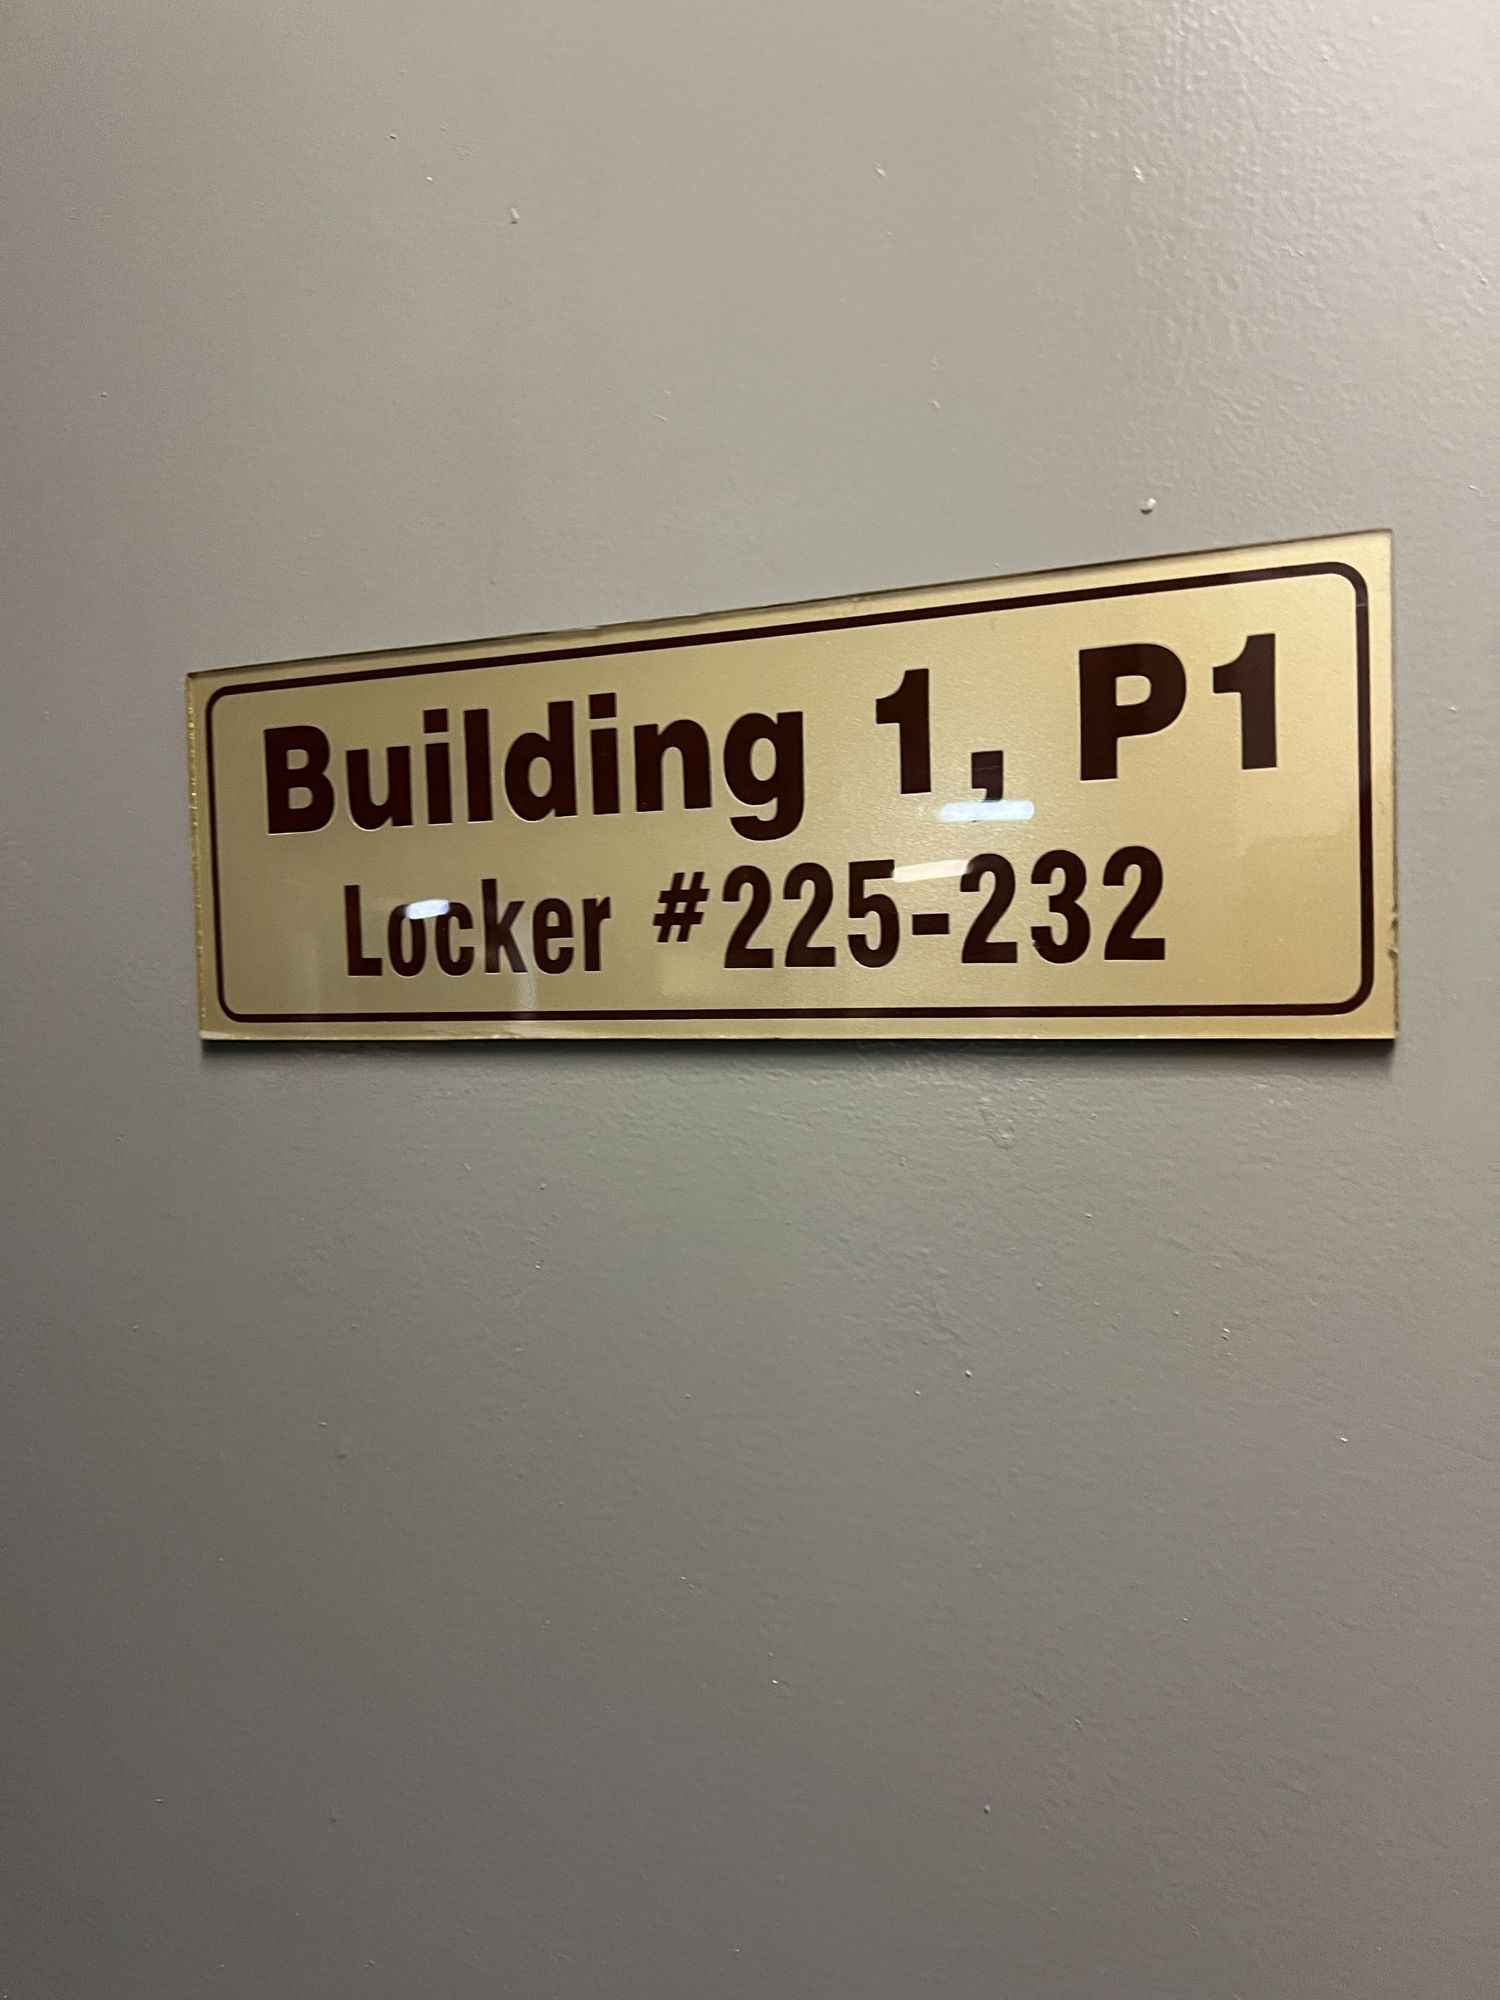 Building 1, P1
Locker #225-232